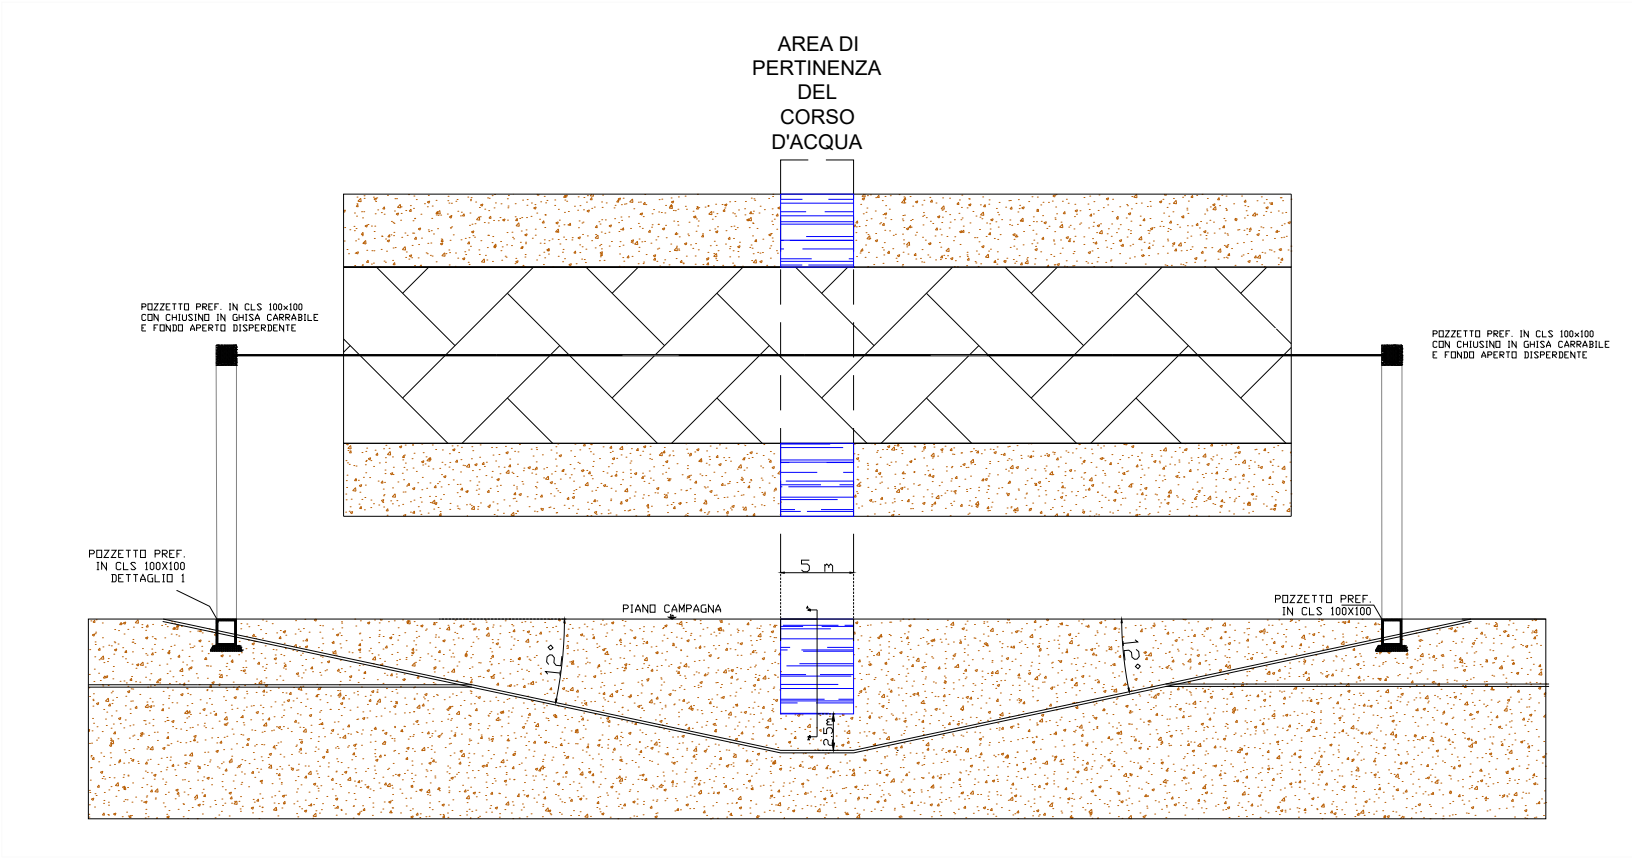 AREA DI
PERTINENZA
DEL
CORSO
D'ACQUA
POZZETTO PREF. IN CLS 100x100
CON CHIUSINO IN GHISA CARRABILE
E FONDO APERTO DISPERDENTE
POZZETTO PREF. IN CLS 100x100
CON CHIUSINO IN GHISA CARRABILE
E FONDO APERTO DISPERDENTE
POZZETTO PREF.
IN CLS 100X100
DETTAGLIO 1
5 m
PIANO CAMPAGNA
POZZETTO PREF.
IN CLS 100X100
12°
12°
2.5m